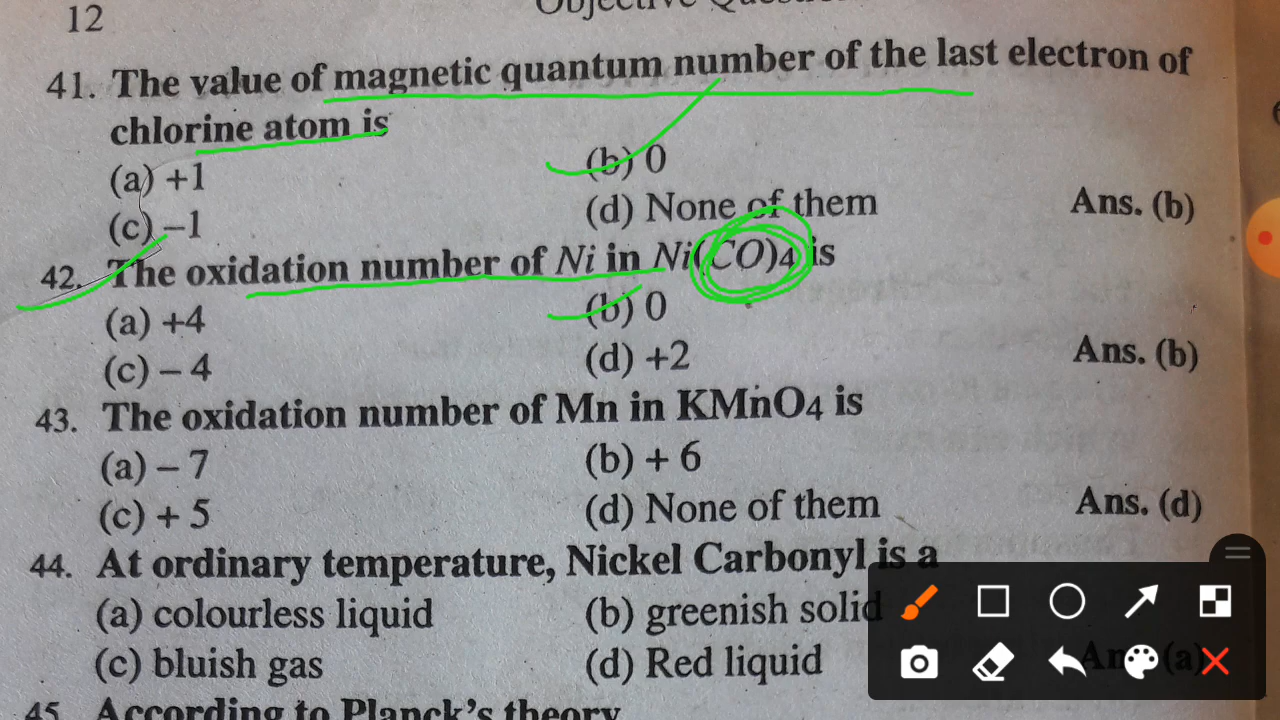 12
Objective
41. The value of magnetic quantum number of the last electron of
chlorine atom is
(a) +1 (b) 0
(c) –1 (d) None of them Ans. (b)
42. The oxidation number of Ni in Ni(CO)4 is
(a) +4 (b) 0
(c) – 4 (d) +2 Ans. (b)
43. The oxidation number of Mn in KMnO4 is
(a) – 7 (b) + 6
(c) + 5 (d) None of them Ans. (d)
44. At ordinary temperature, Nickel Carbonyl is a
(a) colourless liquid (b) greenish solid
(c) bluish gas (d) Red liquid (a)
45. According to Planck's theory